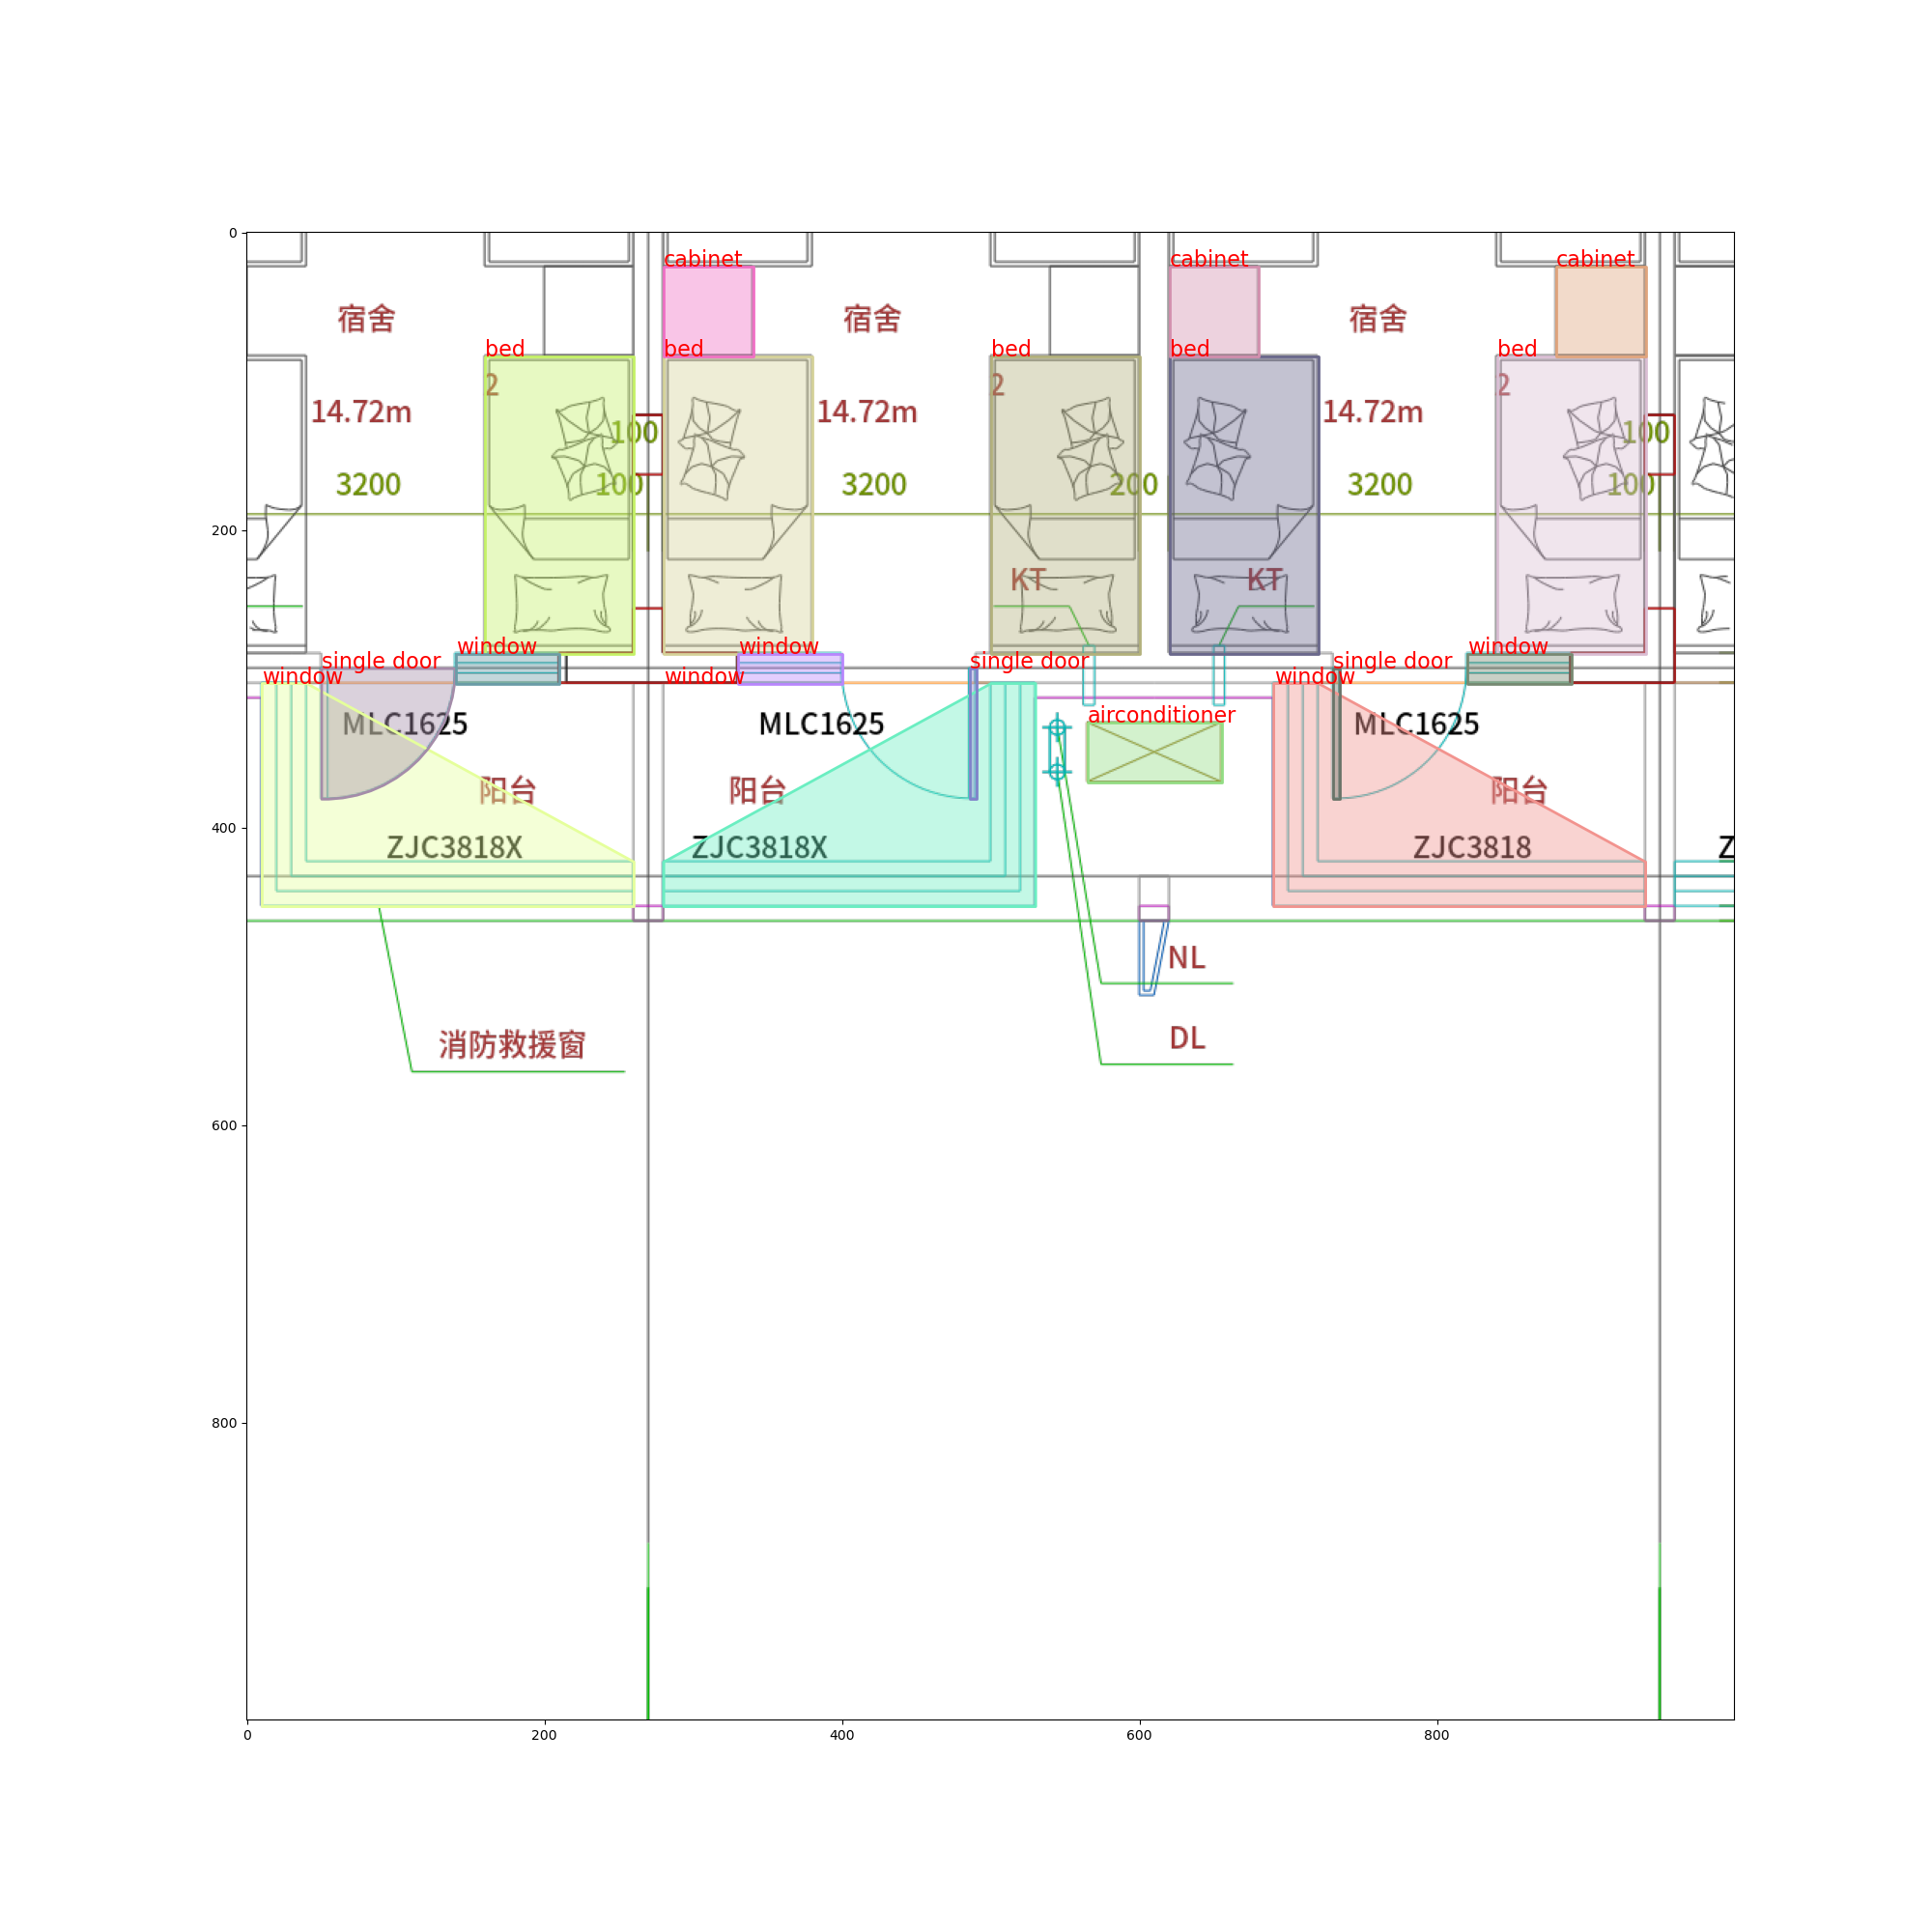 0
cabinet
cabinet
cabinet
宿舍
宿舍
宿舍
bed
bed
bed
bed
bed
2
2
2
14.72m
14.72m
14.72m
100
100
3200
100
3200
200
3200
100
200
KT
KT
window
window
window
single door
single door
single door
window
window
window
MLC1625
MLC1625
MLC1625
airconditioner
阳台
阳台
阳台
400
ZJC3818X
ZJC3818X
ZJC3818
Z
NL
DL
消防救援窗
600
800
0
200
400
600
800